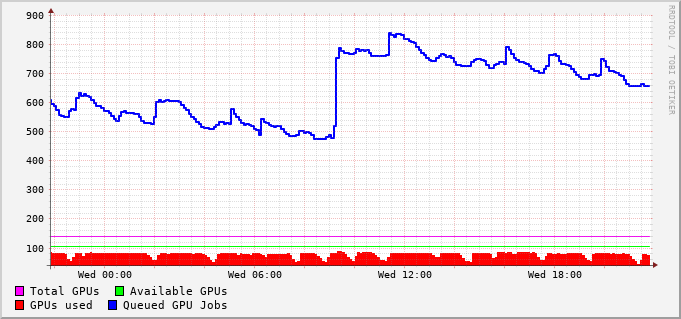 900
800
700
600
500
400
300
200
100
Wed 00:00 Wed 06:00 Wed 12:00 Wed 18:00
Total GPUs Available GPUs
GPUs used Queued GPU Jobs
RRDTOOL / TOBI OETIKER